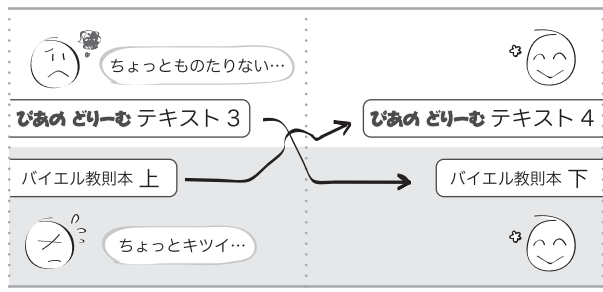 ちょっとものたりない…
ぴあの どりーむ テキスト 3
ぴあの どりーむ テキスト 4
バイエル教則本 上
バイエル教則本 下
ちょっとキツイ…